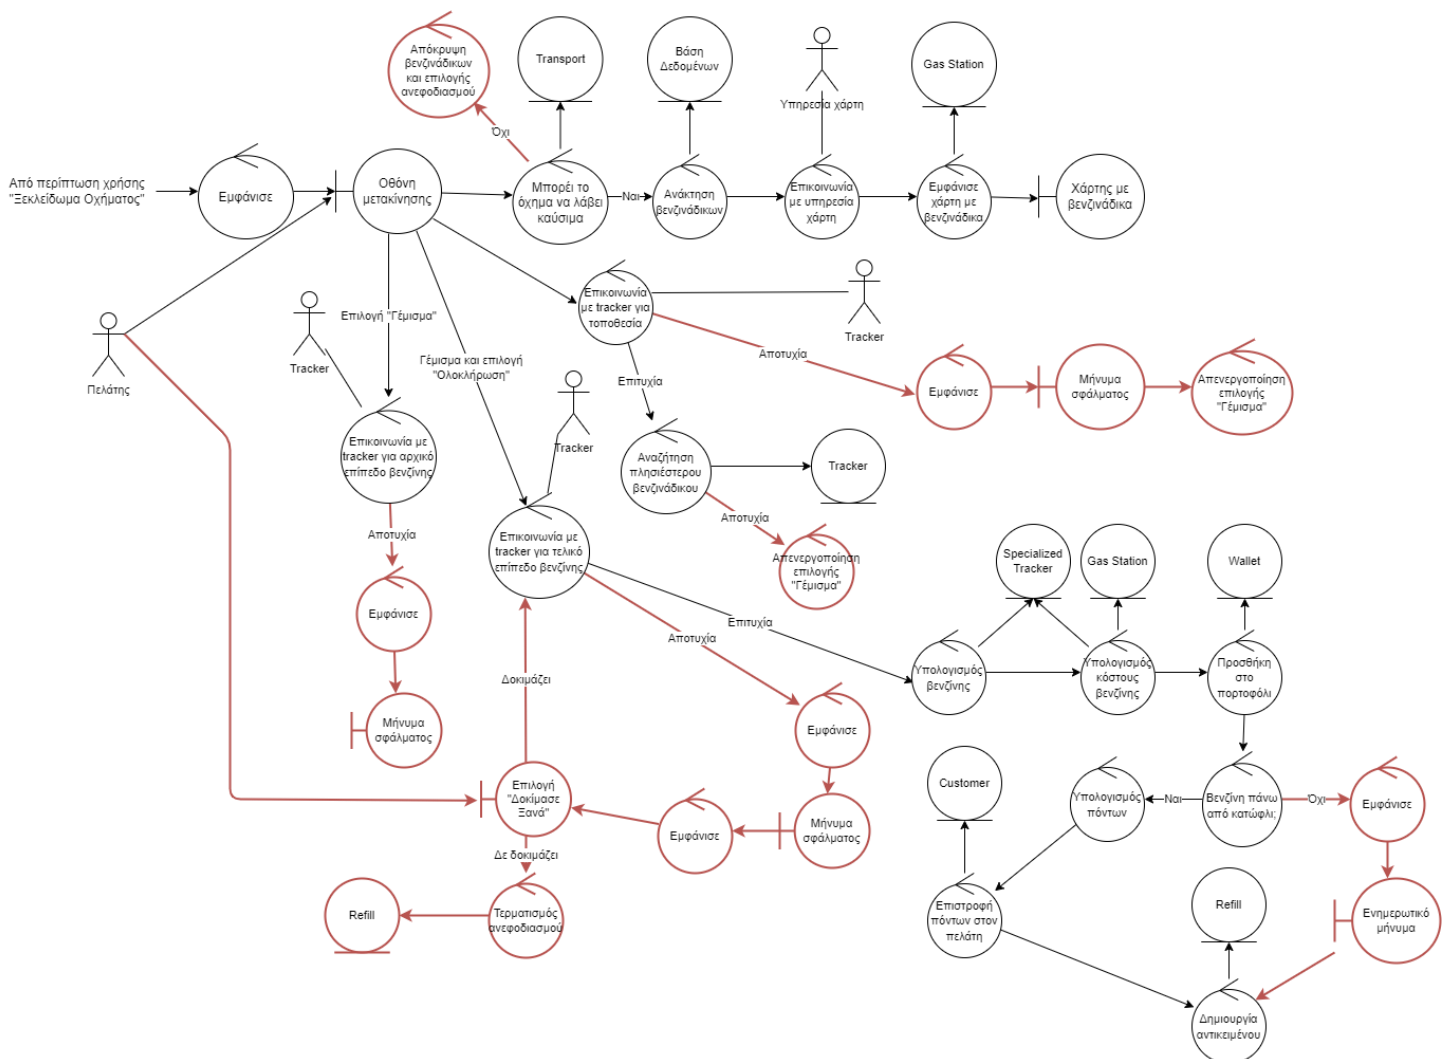 Απόκρυψη
βενζινάδικων
και επιλογής
ανεφοδιασμού
Transport
Βάση
Δεδομένων
Υπηρεσία χάρτη
Gas Station
Όχι
Από περίπτωση χρήσης
"Ξεκλείδωμα Οχήματος"
Εμφάνισε
Οθόνη
μετακίνησης
Μπορεί το
όχημα να λάβει
καύσιμα
Ναι
Ανάκτηση
βενζινάδικων
Επικοινωνία
με υπηρεσία
χάρτη
Εμφάνισε
χάρτη με
βενζινάδικα
Χάρτης με
βενζινάδικα
Πελάτης
Tracker
Επιλογή "Γέμισμα"
Γέμισμα και επιλογή
"Ολοκλήρωση"
Επικοινωνία
με tracker για
τοποθεσία
Tracker
Αποτυχία
Εμφάνισε
Μήνυμα
σφάλματος
Απενεργοποίηση
επιλογής
"Γέμισμα"
Επιτυχία
Tracker
Επικοινωνία με
tracker για αρχικό
επίπεδο βενζίνης
Αναζήτηση
πλησιέστερου
βενζινάδικου
Tracker
Αποτυχία
Απενεργοποίηση
επιλογής
"Γέμισμα"
Αποτυχία
Επικοινωνία με
tracker για τελικό
επίπεδο βενζίνης
Specialized
Tracker
Gas Station
Wallet
Εμφάνισε
Επιτυχία
Αποτυχία
Δοκιμάζει
Υπολογισμός
βενζίνης
Υπολογισμός
κόστους
βενζίνης
Προσθήκη
στο
πορτοφόλι
Μήνυμα
σφάλματος
Εμφάνισε
Επιλογή
"Δοκίμασε
Ξανά"
Εμφάνισε
Μήνυμα
σφάλματος
Customer
Υπολογισμός
πόντων
Ναι
Βενζίνη πάνω
από κατώφλι;
Όχι
Εμφάνισε
Δε δοκιμάζει
Refill
Τερματισμός
ανεφοδιασμού
Επιστροφή
πόντων στον
πελάτη
Refill
Ενημερωτικό
μήνυμα
Δημιουργία
αντικειμένου